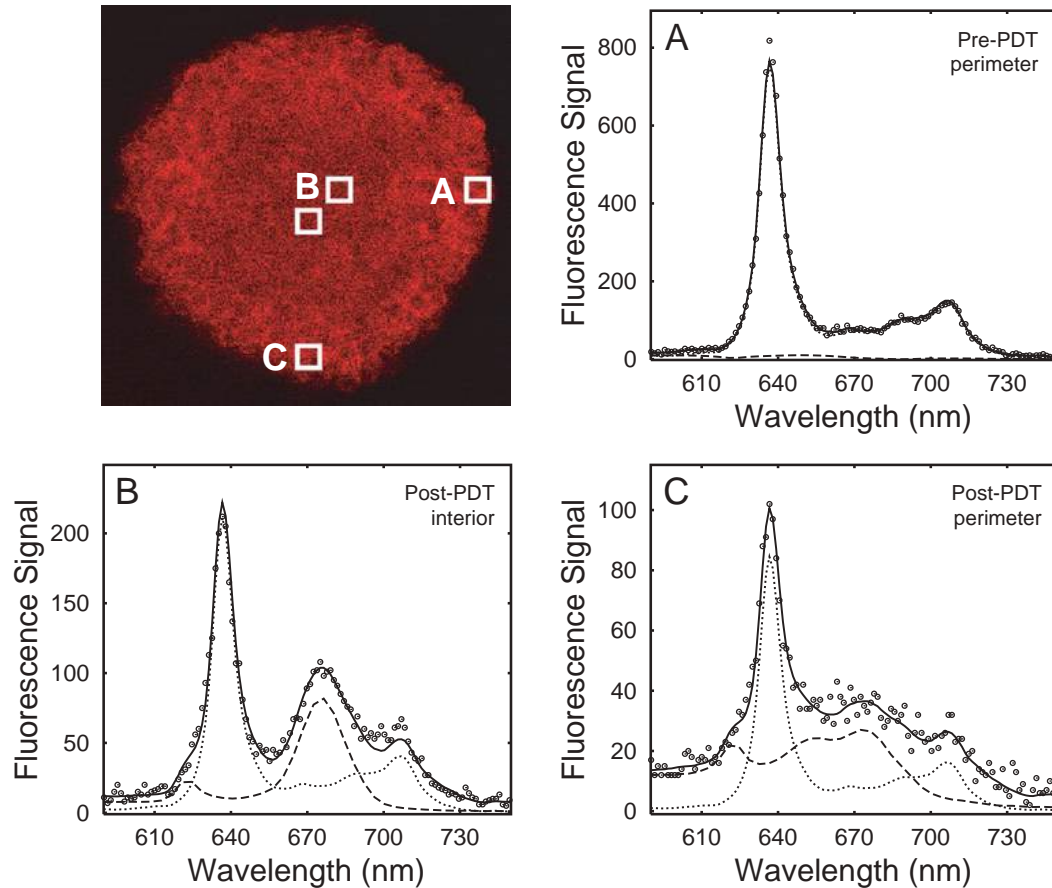 B
A
C
A
Pre-PDT
perimeter
800
600
400
200
0
610 640 670 700 730
Fluorescence Signal
Wavelength (nm)
B
Post-PDT
interior
200
150
100
50
0
610 640 670 700 730
Fluorescence Signal
Wavelength (nm)
C
Post-PDT
perimeter
100
80
60
40
20
0
610 640 670 700 730
Fluorescence Signal
Wavelength (nm)